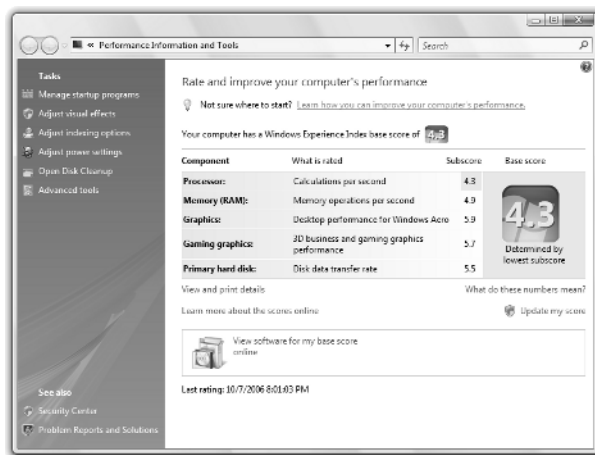 « Performance Information and Tools
Search
Tasks
Manage startup programs
Adjust visual effects
Adjust indexing options
Adjust power settings
Open Disk Cleanup
Advanced tools
See also
Security Center
Problem Reports and Solutions
Rate and improve your computer's performance
Not sure where to start? Learn how you can improve your computer's performance.
Your computer has a Windows Experience Index base score of 4.3
Component What is rated Subscore Base score
Processor: Calculations per second 4.3
Memory (RAM): Memory operations per second 4.9
Graphics: Desktop performance for Windows Aero 5.9
Gaming graphics: 3D business and gaming graphics
performance 5.7
Primary hard disk: Disk data transfer rate 5.5
4.3
Determined by
lowest subscore
View and print details What do these numbers mean?
Learn more about the scores online Update my score
View software for my base score
online
Last rating: 10/7/2006 8:01:03 PM